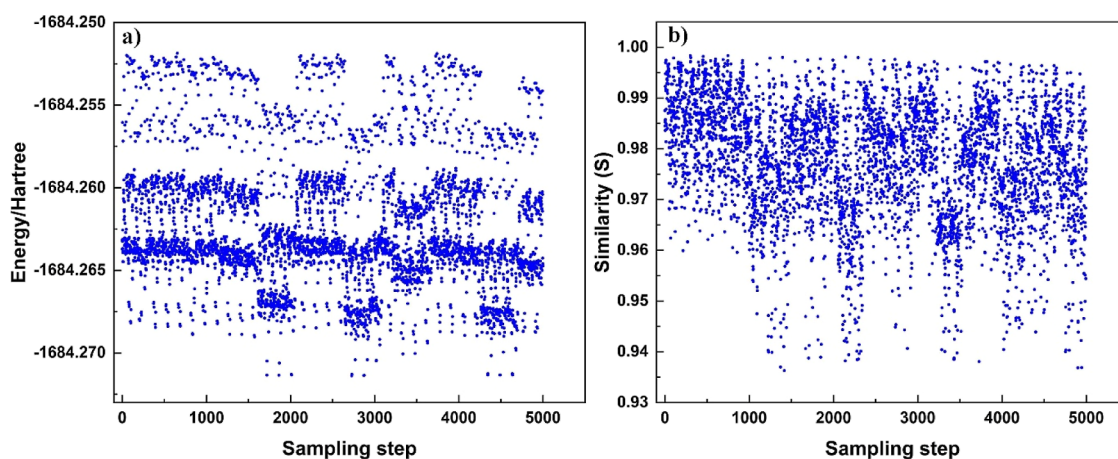 a)
Energy/Hartree
-1684.250
-1684.255
-1684.260
-1684.265
-1684.270
0 1000 2000 3000 4000 5000
Sampling step
b)
Similarity (S)
1.00
0.99
0.98
0.97
0.96
0.95
0.94
0.93
0 1000 2000 3000 4000 5000
Sampling step